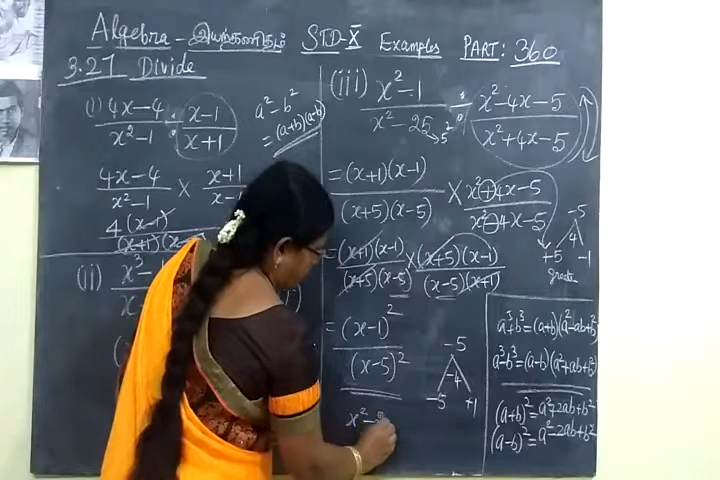 Algebra - இயற்கணிதம் STD-X Examples PART: 360
3.27 Divide
(i) 4x-4 / x²-1 ÷ x-1 / x+1
a²-b²
=(a+b)(a-b)
4x-4 / x²-1 × x+1 / x-1
4(x-1)
(x+1)(x-
(ii) x³-
(iii) x²-1 / x²-25 ÷ x²-4x-5 / x²+4x-5
5²
=(x+1)(x-1) / (x+5)(x-5) × x²+4x-5 / x²-4x-5
-5
4
+5 -1
=(x+1)(x-1) / (x+5)(x-5) × (x+5)(x-1) / (x-5)(x+1)
= (x-1)² / (x-5)²
-5
-4
-5 +1
x²-
a³+b³=(a+b)(a²-ab+b²)
a³-b³=(a-b)(a²+ab+b²)
(a+b)²=a²+2ab+b²
(a-b)²=a²-2ab+b²